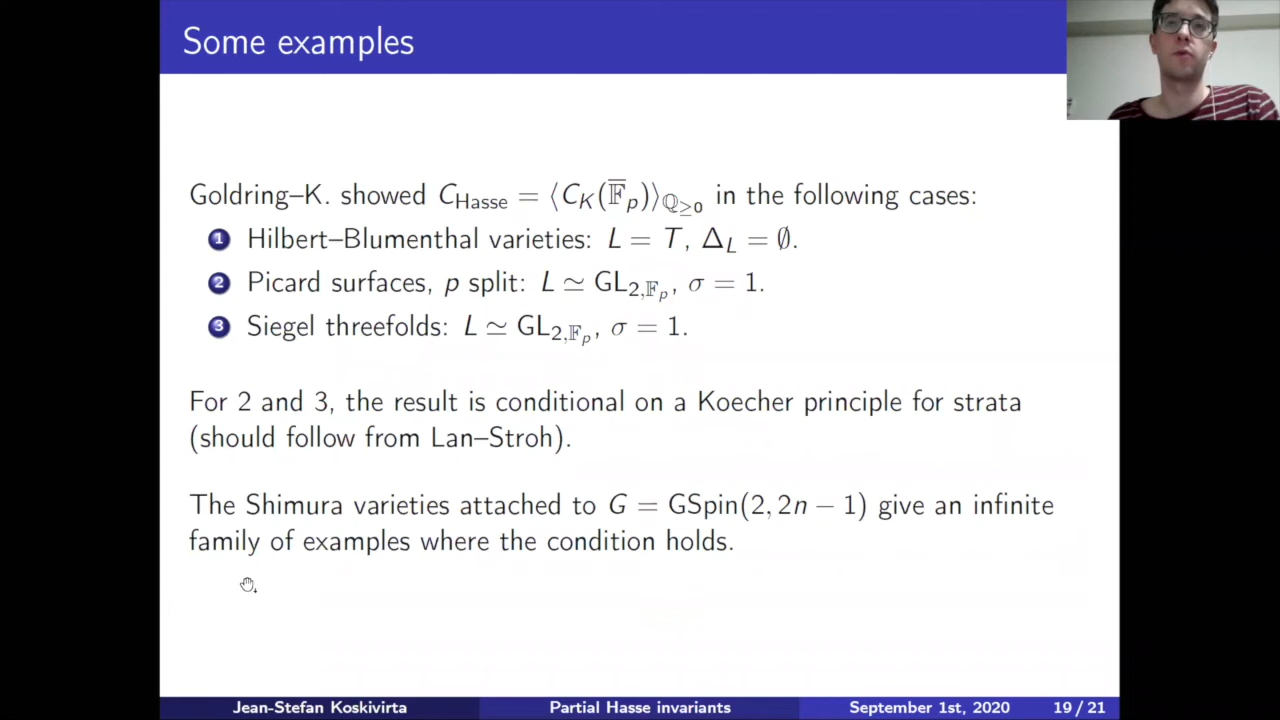 Some examples
Goldring–K. showed C_Hasse = ⟨C_K(𝔽̅_p)⟩_ℚ≥0 in the following cases:
1 Hilbert–Blumenthal varieties: L = T, Δ_L = ∅.
2 Picard surfaces, p split: L ≃ GL_2,𝔽_p, σ = 1.
3 Siegel threefolds: L ≃ GL_2,𝔽_p, σ = 1.
For 2 and 3, the result is conditional on a Koecher principle for strata
(should follow from Lan–Stroh).
The Shimura varieties attached to G = GSpin(2, 2n − 1) give an infinite
family of examples where the condition holds.
Jean-Stefan Koskivirta Partial Hasse invariants September 1st, 2020 19 / 21